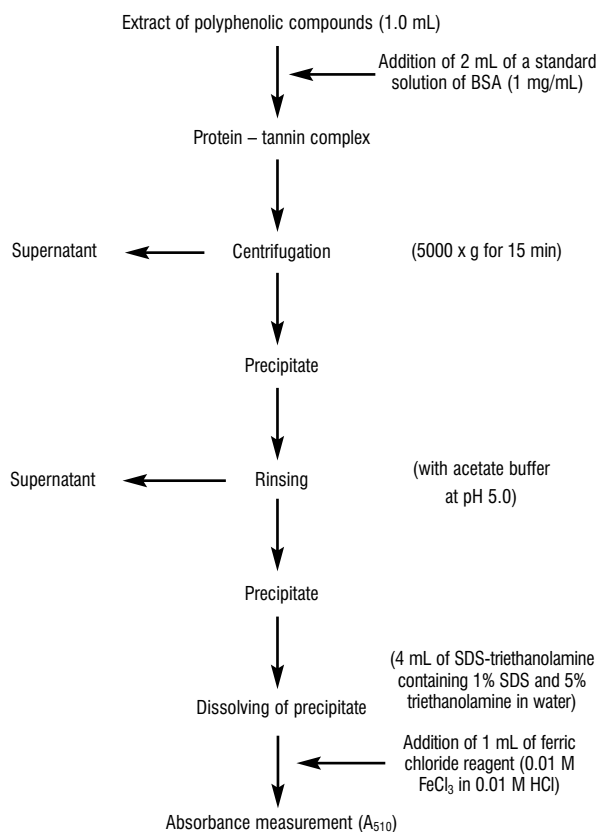 Extract of polyphenolic compounds (1.0 mL)
Addition of 2 mL of a standard
solution of BSA (1 mg/mL)
Protein – tannin complex
Supernatant
Centrifugation
(5000 x g for 15 min)
Precipitate
Supernatant
Rinsing
(with acetate buffer
at pH 5.0)
Precipitate
(4 mL of SDS-triethanolamine
containing 1% SDS and 5%
triethanolamine in water)
Dissolving of precipitate
Addition of 1 mL of ferric
chloride reagent (0.01 M
FeCl₃ in 0.01 M HCl)
Absorbance measurement (A₅₁₀)